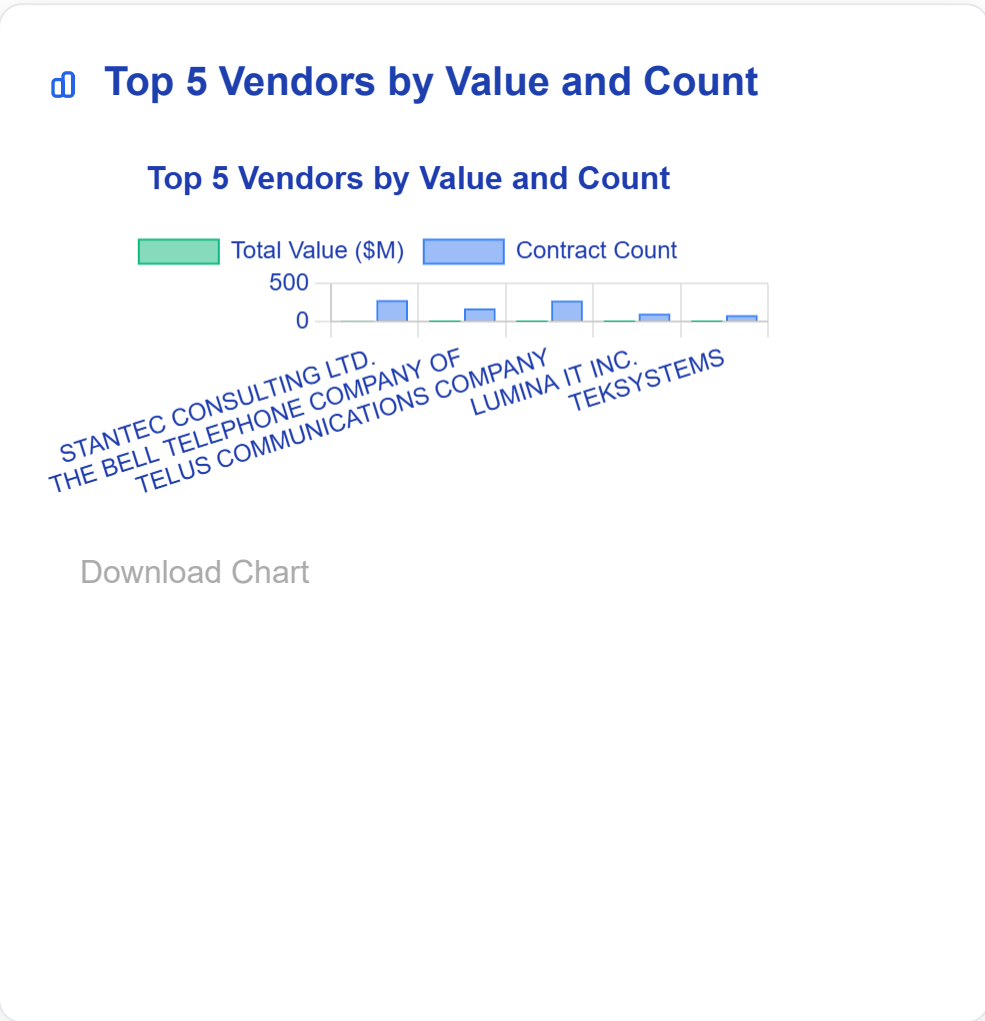 Top 5 Vendors by Value and Count
Top 5 Vendors by Value and Count
Total Value ($M) Contract Count
500
0
STANTEC CONSULTING LTD.
THE BELL TELEPHONE COMPANY OF
TELUS COMMUNICATIONS COMPANY
LUMINA IT INC.
TEKSYSTEMS
Download Chart